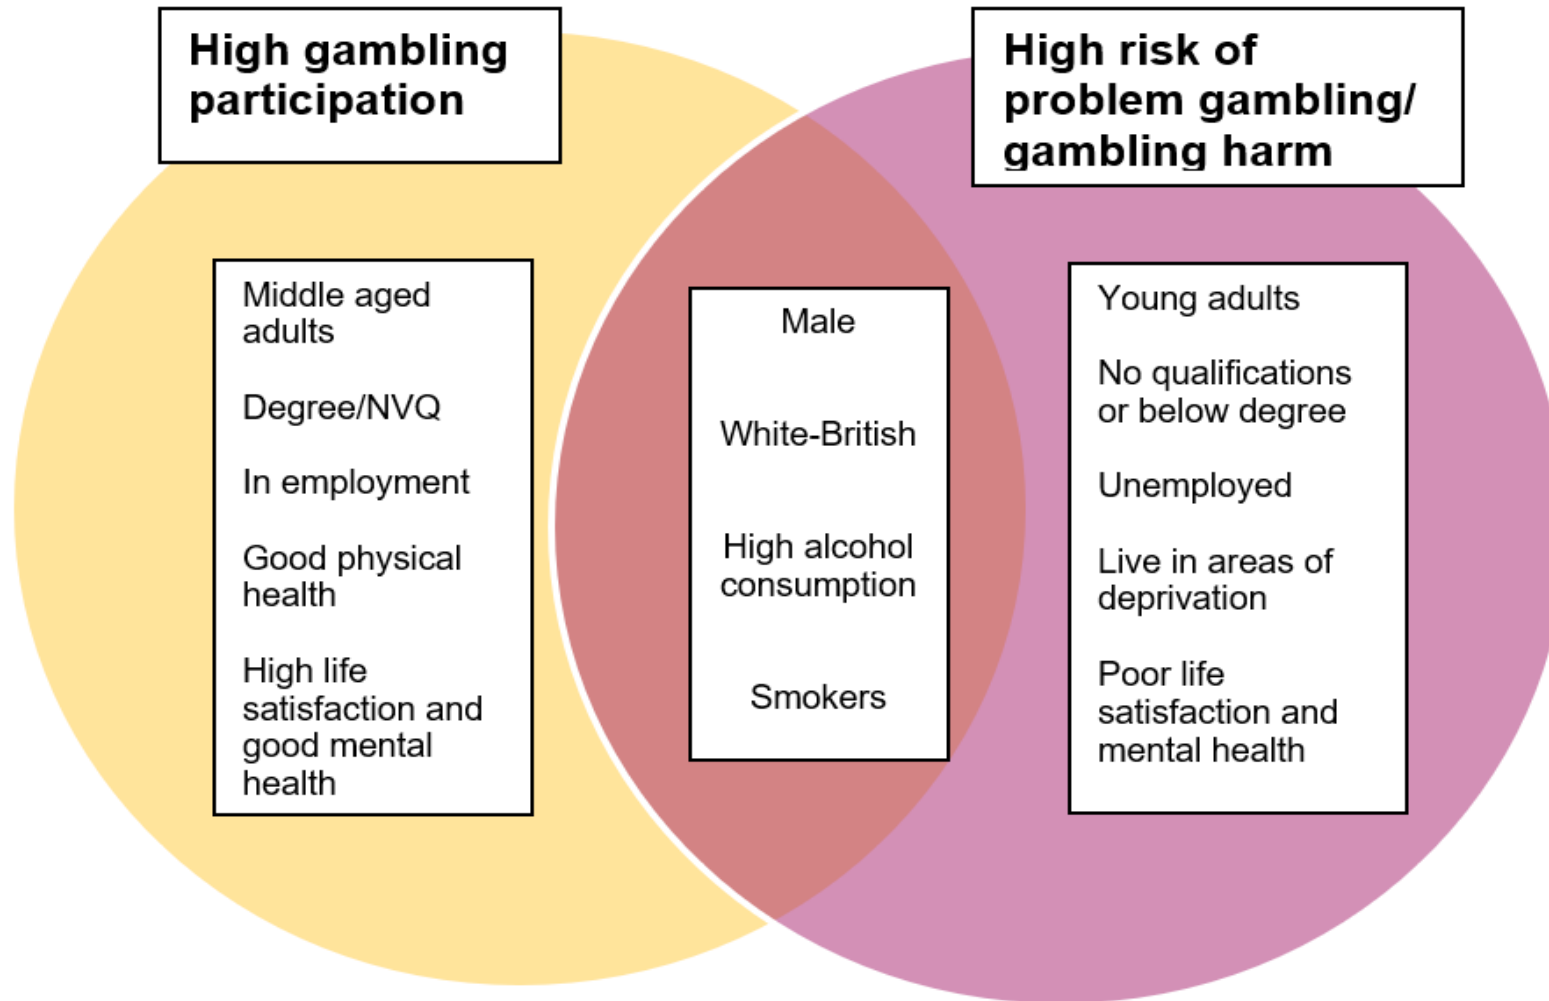 High gambling
participation
High risk of
problem gambling/
gambling harm
Middle aged
adults
Degree/NVQ
In employment
Good physical
health
High life
satisfaction and
good mental
health
Male
White-British
High alcohol
consumption
Smokers
Young adults
No qualifications
or below degree
Unemployed
Live in areas of
deprivation
Poor life
satisfaction and
mental health